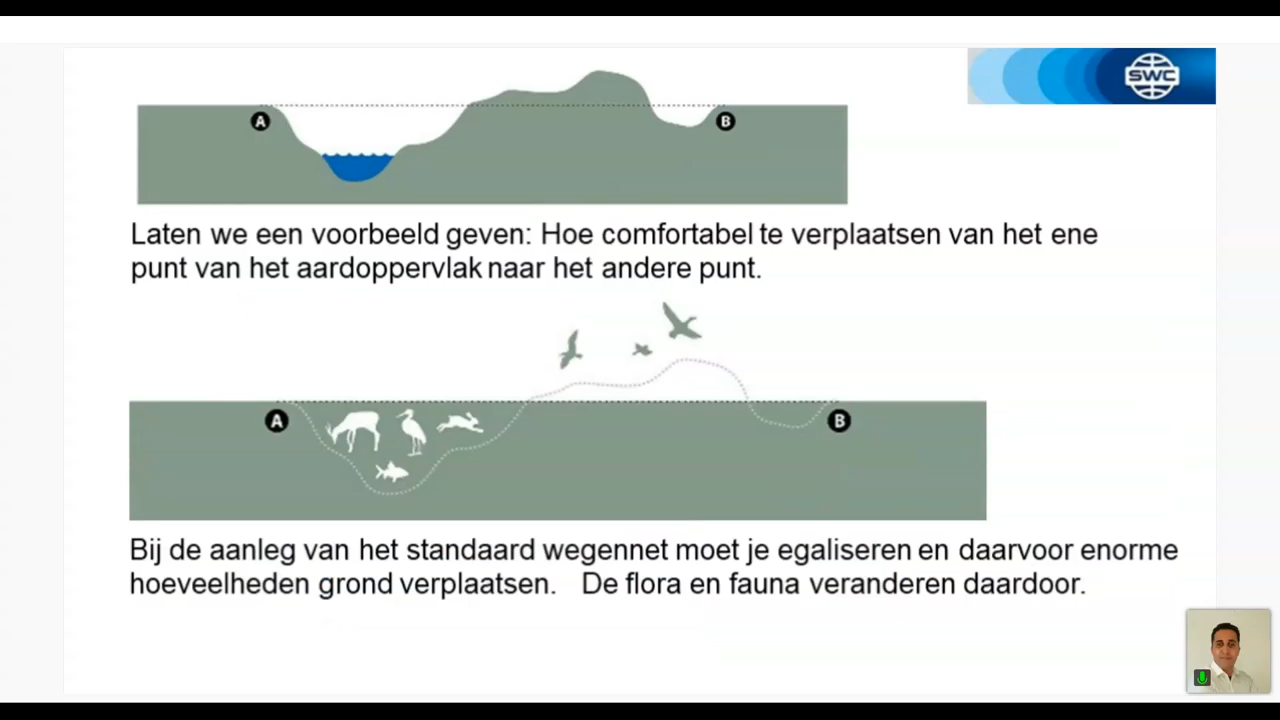 SWC
A
B
Laten we een voorbeeld geven: Hoe comfortabel te verplaatsen van het ene
punt van het aardoppervlak naar het andere punt.
A
B
Bij de aanleg van het standaard wegennet moet je egaliseren en daarvoor enorme
hoeveelheden grond verplaatsen. De flora en fauna veranderen daardoor.